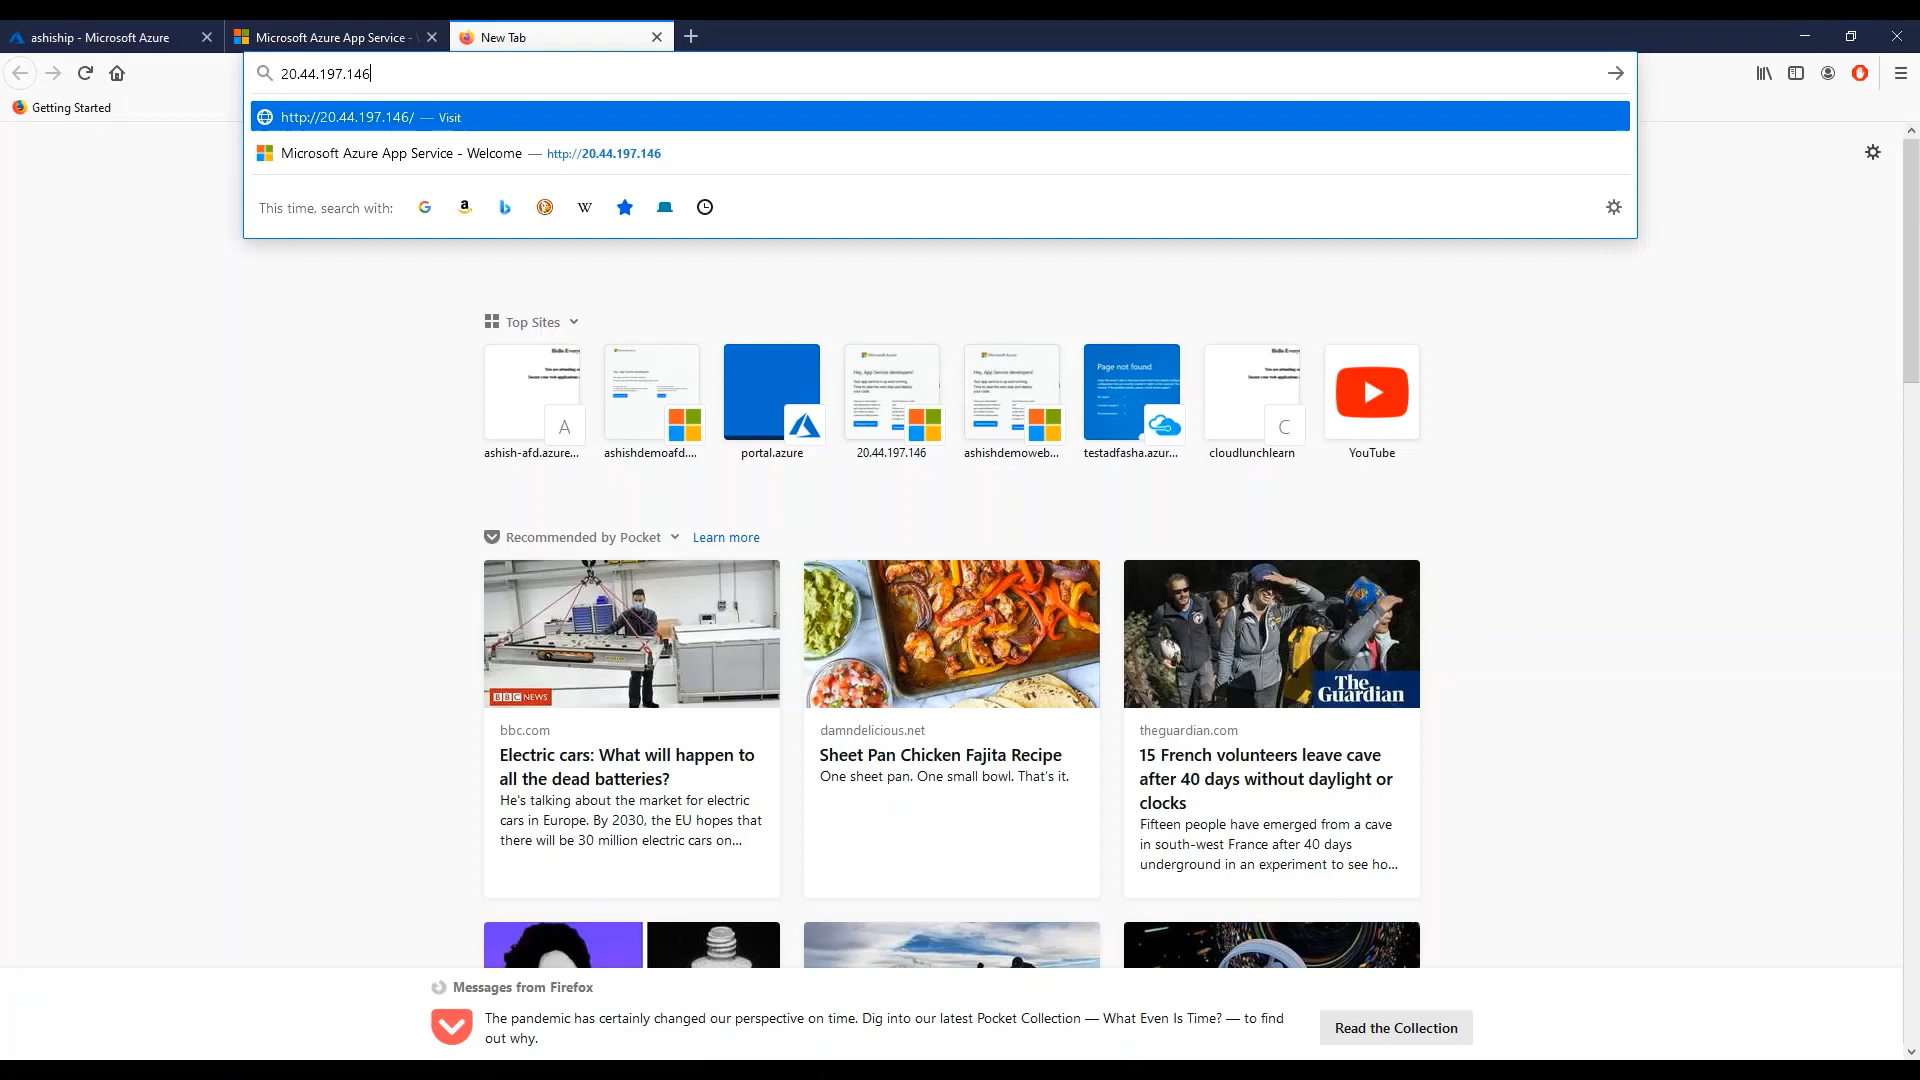 ashiship - Microsoft Azure
Microsoft Azure App Service -
New Tab
20.44.197.146
Getting Started
http://20.44.197.146/ — Visit
Microsoft Azure App Service - Welcome — http://20.44.197.146
This time, search with:
Top Sites
A
C
ashish-afd.azure...
ashishdemoafd....
portal.azure
20.44.197.146
ashishdemoweb...
testadfasha.azur...
cloudlunchlearn
YouTube
Page not found
Hey, App Service developers!
Hey, App Service developers!
Recommended by Pocket
Learn more
BBC NEWS
The Guardian
bbc.com
Electric cars: What will happen to
all the dead batteries?
He's talking about the market for electric
cars in Europe. By 2030, the EU hopes that
there will be 30 million electric cars on...
damndelicious.net
Sheet Pan Chicken Fajita Recipe
One sheet pan. One small bowl. That's it.
theguardian.com
15 French volunteers leave cave
after 40 days without daylight or
clocks
Fifteen people have emerged from a cave
in south-west France after 40 days
underground in an experiment to see ho...
Messages from Firefox
The pandemic has certainly changed our perspective on time. Dig into our latest Pocket Collection — What Even Is Time? — to find
out why.
Read the Collection